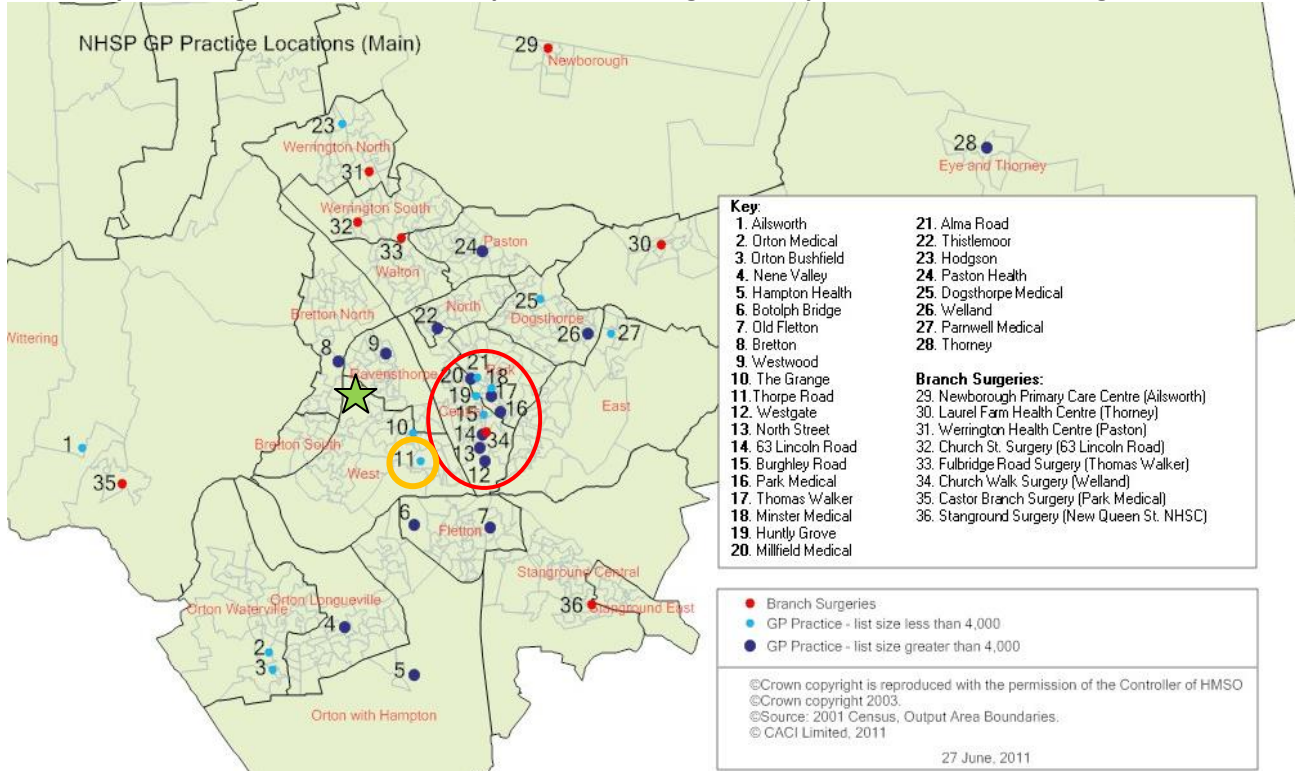 NHSP GP Practice Locations (Main)
29
Newborough
23
Werrington North
28
Eye and Thorney
31
Werrington South
32
33
24
Paston
30
Walton
Bretton North
North
25
22
Dogsthorpe
26
27
Wittering
8
9
Ravensthorpe
21
Park
20
18
19
17
Central
16
15
East
1
10
14
34
Bretton South
13
West
11
12
35
6
7
Fletton
Stanground Central
36
Stanground East
Orton Waterville
Orton Longueville
4
2
3
5
Orton with Hampton
Key:
1. Ailsworth
2. Orton Medical
3. Orton Bushfield
4. Nene Valley
5. Hampton Health
6. Botolph Bridge
7. Old Fletton
8. Bretton
9. Westwood
10. The Grange
11. Thorpe Road
12. Westgate
13. North Street
14. 63 Lincoln Road
15. Burghley Road
16. Park Medical
17. Thomas Walker
18. Minster Medical
19. Huntly Grove
20. Millfield Medical
21. Alma Road
22. Thistlemoor
23. Hodgson
24. Paston Health
25. Dogsthorpe Medical
26. Welland
27. Parnwell Medical
28. Thorney
Branch Surgeries:
29. Newborough Primary Care Centre (Ailsworth)
30. Laurel Farm Health Centre (Thorney)
31. Werrington Health Centre (Paston)
32. Church St. Surgery (63 Lincoln Road)
33. Fulbridge Road Surgery (Thomas Walker)
34. Church Walk Surgery (Welland)
35. Castor Branch Surgery (Park Medical)
36. Stanground Surgery (New Queen St. NHSC)
Branch Surgeries
GP Practice - list size less than 4,000
GP Practice - list size greater than 4,000
©Crown copyright is reproduced with the permission of the Controller of HMSO
©Crown copyright 2003.
©Source: 2001 Census, Output Area Boundaries.
© CACI Limited, 2011
27 June, 2011